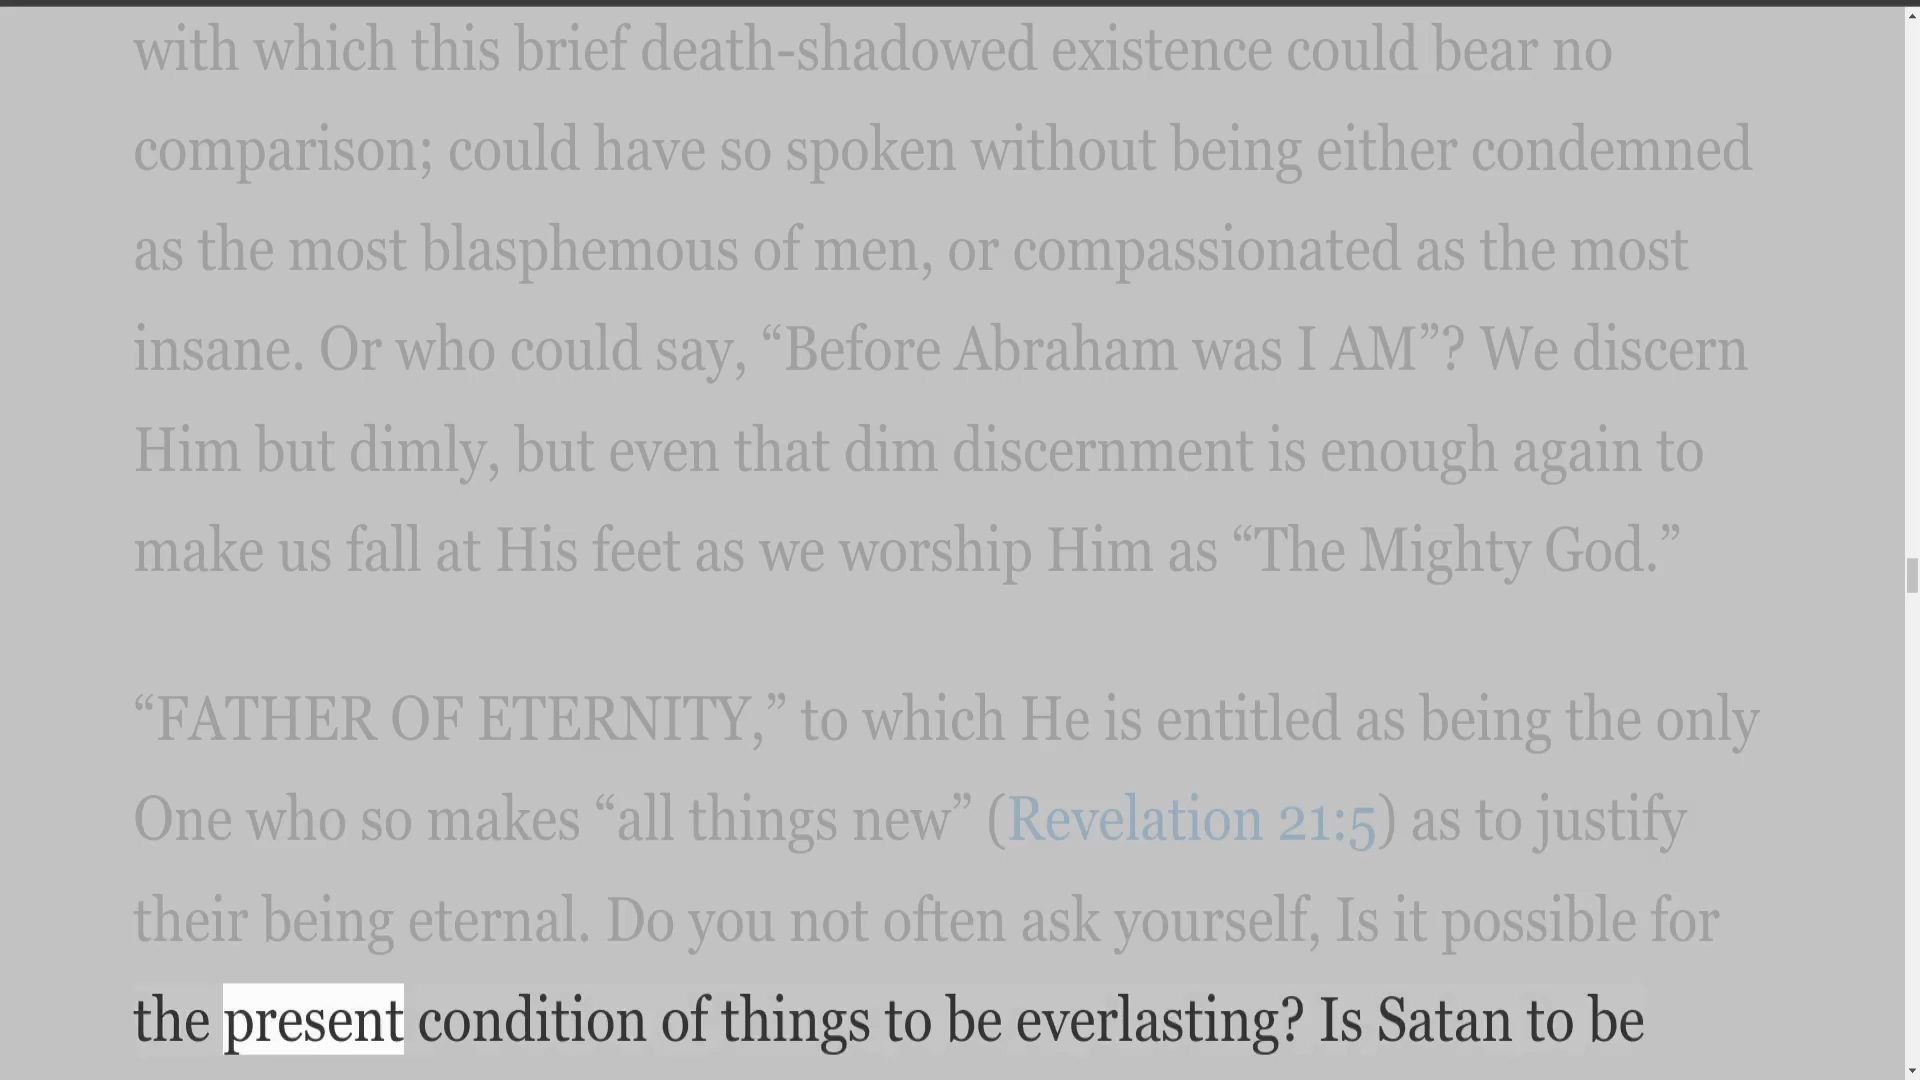 with which this brief death-shadowed existence could bear no
comparison; could have so spoken without being either condemned
as the most blasphemous of men, or compassionated as the most
insane. Or who could say, “Before Abraham was I AM”? We discern
Him but dimly, but even that dim discernment is enough again to
make us fall at His feet as we worship Him as “The Mighty God.”
“FATHER OF ETERNITY,” to which He is entitled as being the only
One who so makes “all things new” (Revelation 21:5) as to justify
their being eternal. Do you not often ask yourself, Is it possible for
the present condition of things to be everlasting? Is Satan to be